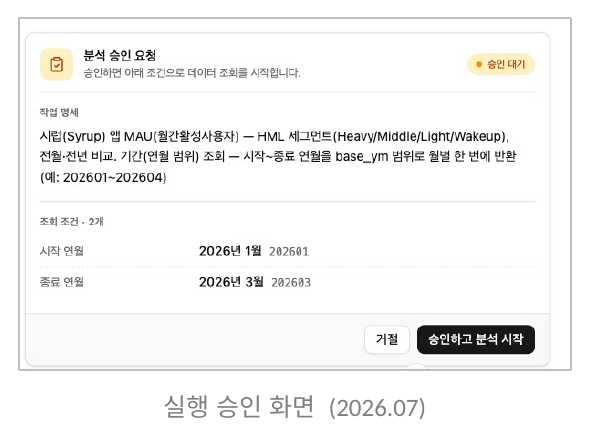 분석 승인 요청
승인하면 아래 조건으로 데이터 조회를 시작합니다.
승인 대기
작업 명세
시럽(Syrup) 앱 MAU(월간활성사용자) — HML 세그먼트(Heavy/Middle/Light/Wakeup),
전월·전년 비교. 기간(연월 범위) 조회 — 시작~종료 연월을 base_ym 범위로 월별 한 번에 반환
(예: 202601~202604)
조회 조건 · 2개
시작 연월 2026년 1월 202601
종료 연월 2026년 3월 202603
거절 승인하고 분석 시작
실행 승인 화면 (2026.07)